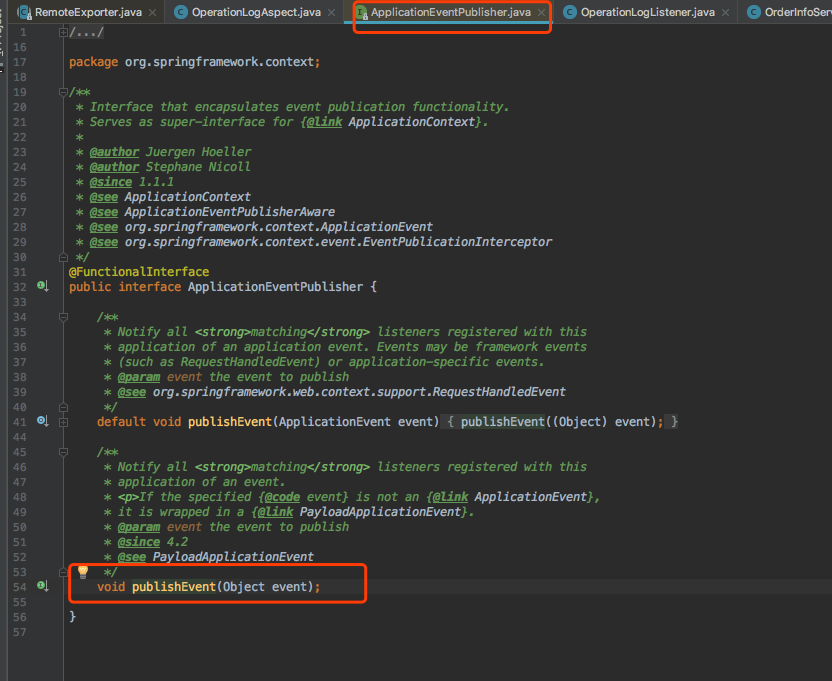 RemoteExporter.java × OperationLogAspect.java × ApplicationEventPublisher.java × OperationLogListener.java × OrderInfoServ
1 /.../
16
17 package org.springframework.context;
18
19 /**
20 * Interface that encapsulates event publication functionality.
21 * Serves as super-interface for {@link ApplicationContext}.
22 *
23 * @author Juergen Hoeller
24 * @author Stephane Nicoll
25 * @since 1.1.1
26 * @see ApplicationContext
27 * @see ApplicationEventPublisherAware
28 * @see org.springframework.context.ApplicationEvent
29 * @see org.springframework.context.event.EventPublicationInterceptor
30 */
31 @FunctionalInterface
32 public interface ApplicationEventPublisher {
33
34 /**
35 * Notify all <strong>matching</strong> listeners registered with this
36 * application of an application event. Events may be framework events
37 * (such as RequestHandledEvent) or application-specific events.
38 * @param event the event to publish
39 * @see org.springframework.web.context.support.RequestHandledEvent
40 */
41 default void publishEvent(ApplicationEvent event) { publishEvent((Object) event); }
44
45 /**
46 * Notify all <strong>matching</strong> listeners registered with this
47 * application of an event.
48 * <p>If the specified {@code event} is not an {@link ApplicationEvent},
49 * it is wrapped in a {@link PayloadApplicationEvent}.
50 * @param event the event to publish
51 * @since 4.2
52 * @see PayloadApplicationEvent
53 */
54 void publishEvent(Object event);
55
56 }
57